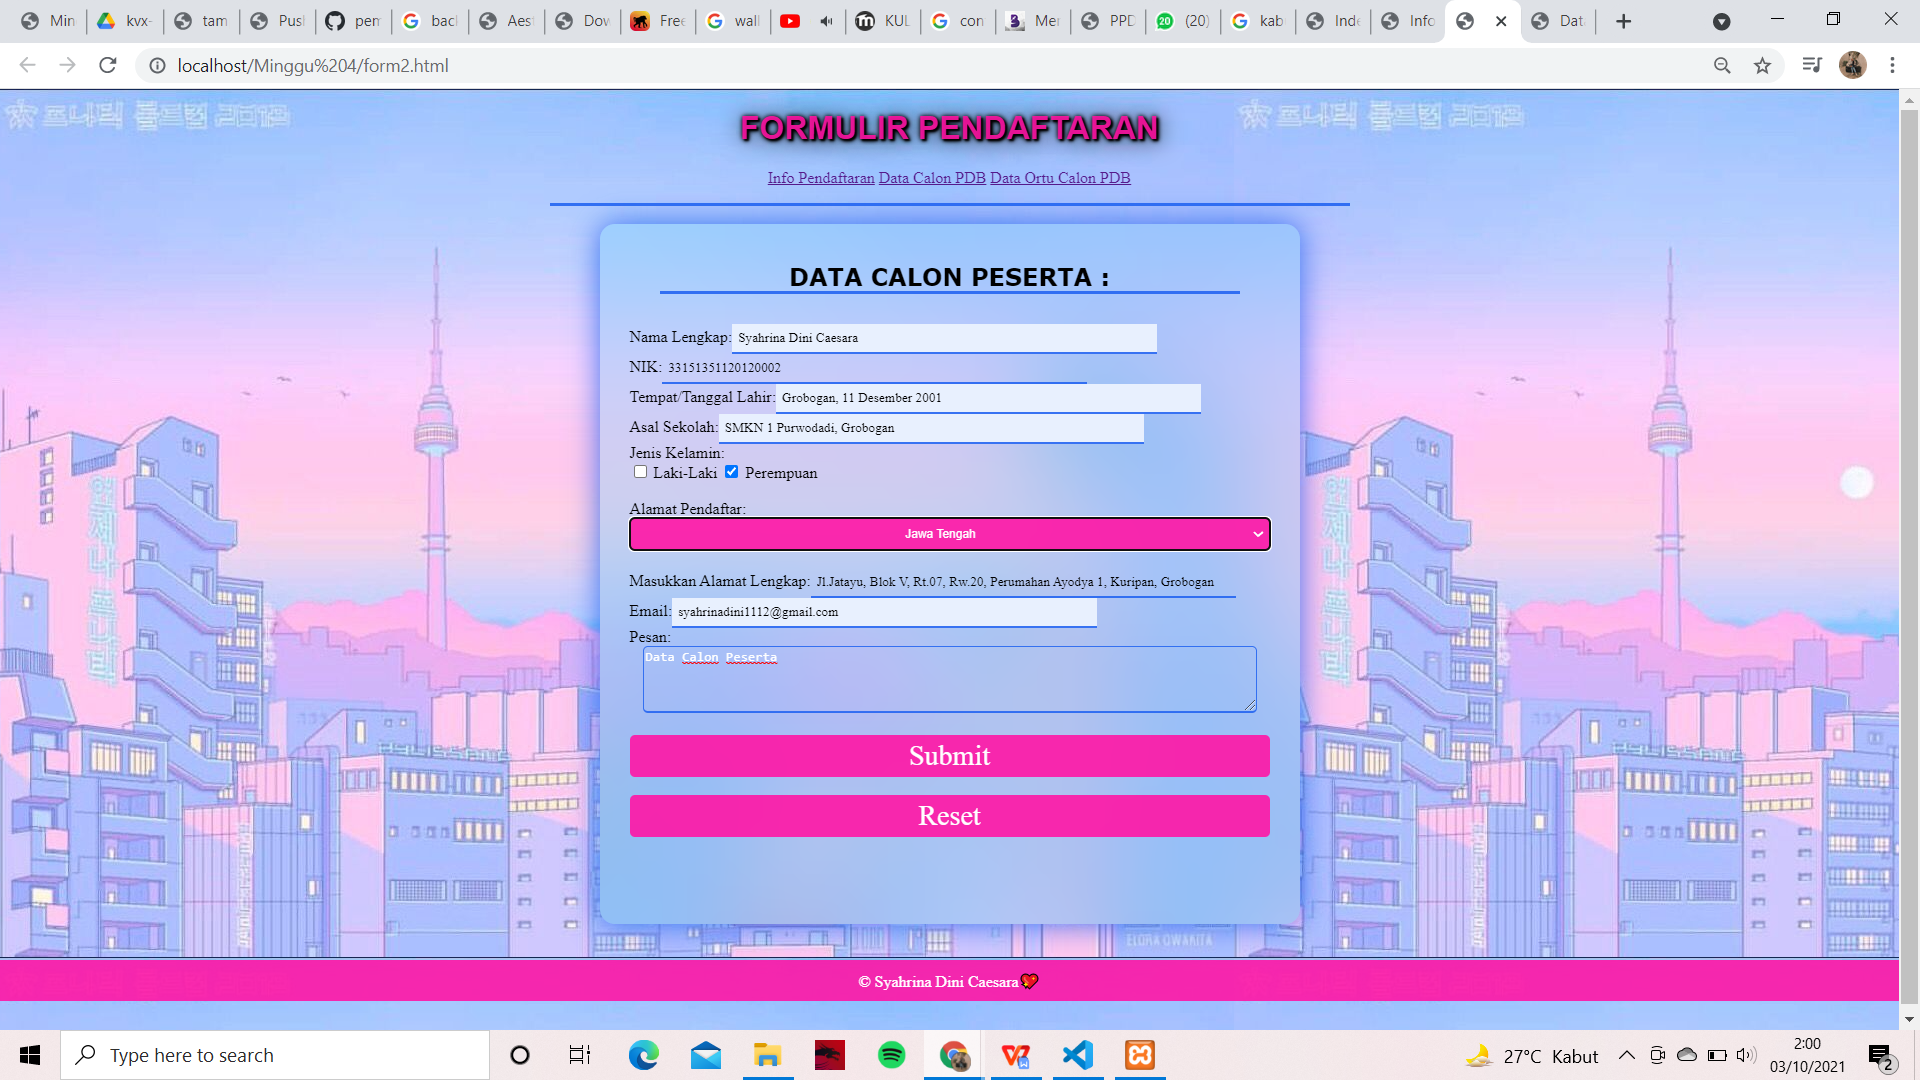 Min
kvx-
tam
Pus
pem
bac
Aes
Dov
Free
wall
KUL
con
Mer
PPD
(20)
kab
Inde
Info
Dat
localhost/Minggu%204/form2.html
FORMULIR PENDAFTARAN
Info Pendaftaran Data Calon PDB Data Ortu Calon PDB
DATA CALON PESERTA :
Nama Lengkap: Syahrina Dini Caesara
NIK: 33151351120120002
Tempat/Tanggal Lahir: Grobogan, 11 Desember 2001
Asal Sekolah: SMKN 1 Purwodadi, Grobogan
Jenis Kelamin:
Laki-Laki Perempuan
Alamat Pendaftar:
Jawa Tengah
Masukkan Alamat Lengkap: Jl.Jatayu, Blok V, Rt.07, Rw.20, Perumahan Ayodya 1, Kuripan, Grobogan
Email: syahrinadini1112@gmail.com
Pesan:
Data Calon Peserta
Submit
Reset
© Syahrina Dini Caesara💖
Type here to search
27°C Kabut
2:00
03/10/2021
2